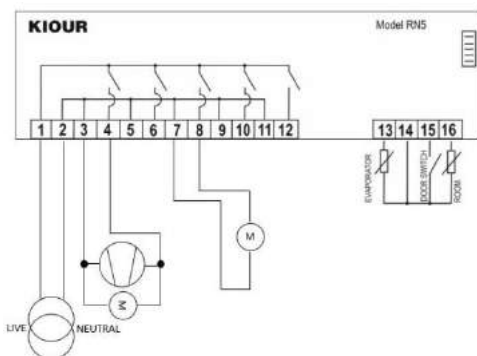 KIOUR Model RN5
1 2 3 4 5 6 7 8 9 10 11 12 13 14 15 16
EVAPORATOR
DOOR SWITCH
ROOM
M
M
LIVE NEUTRAL